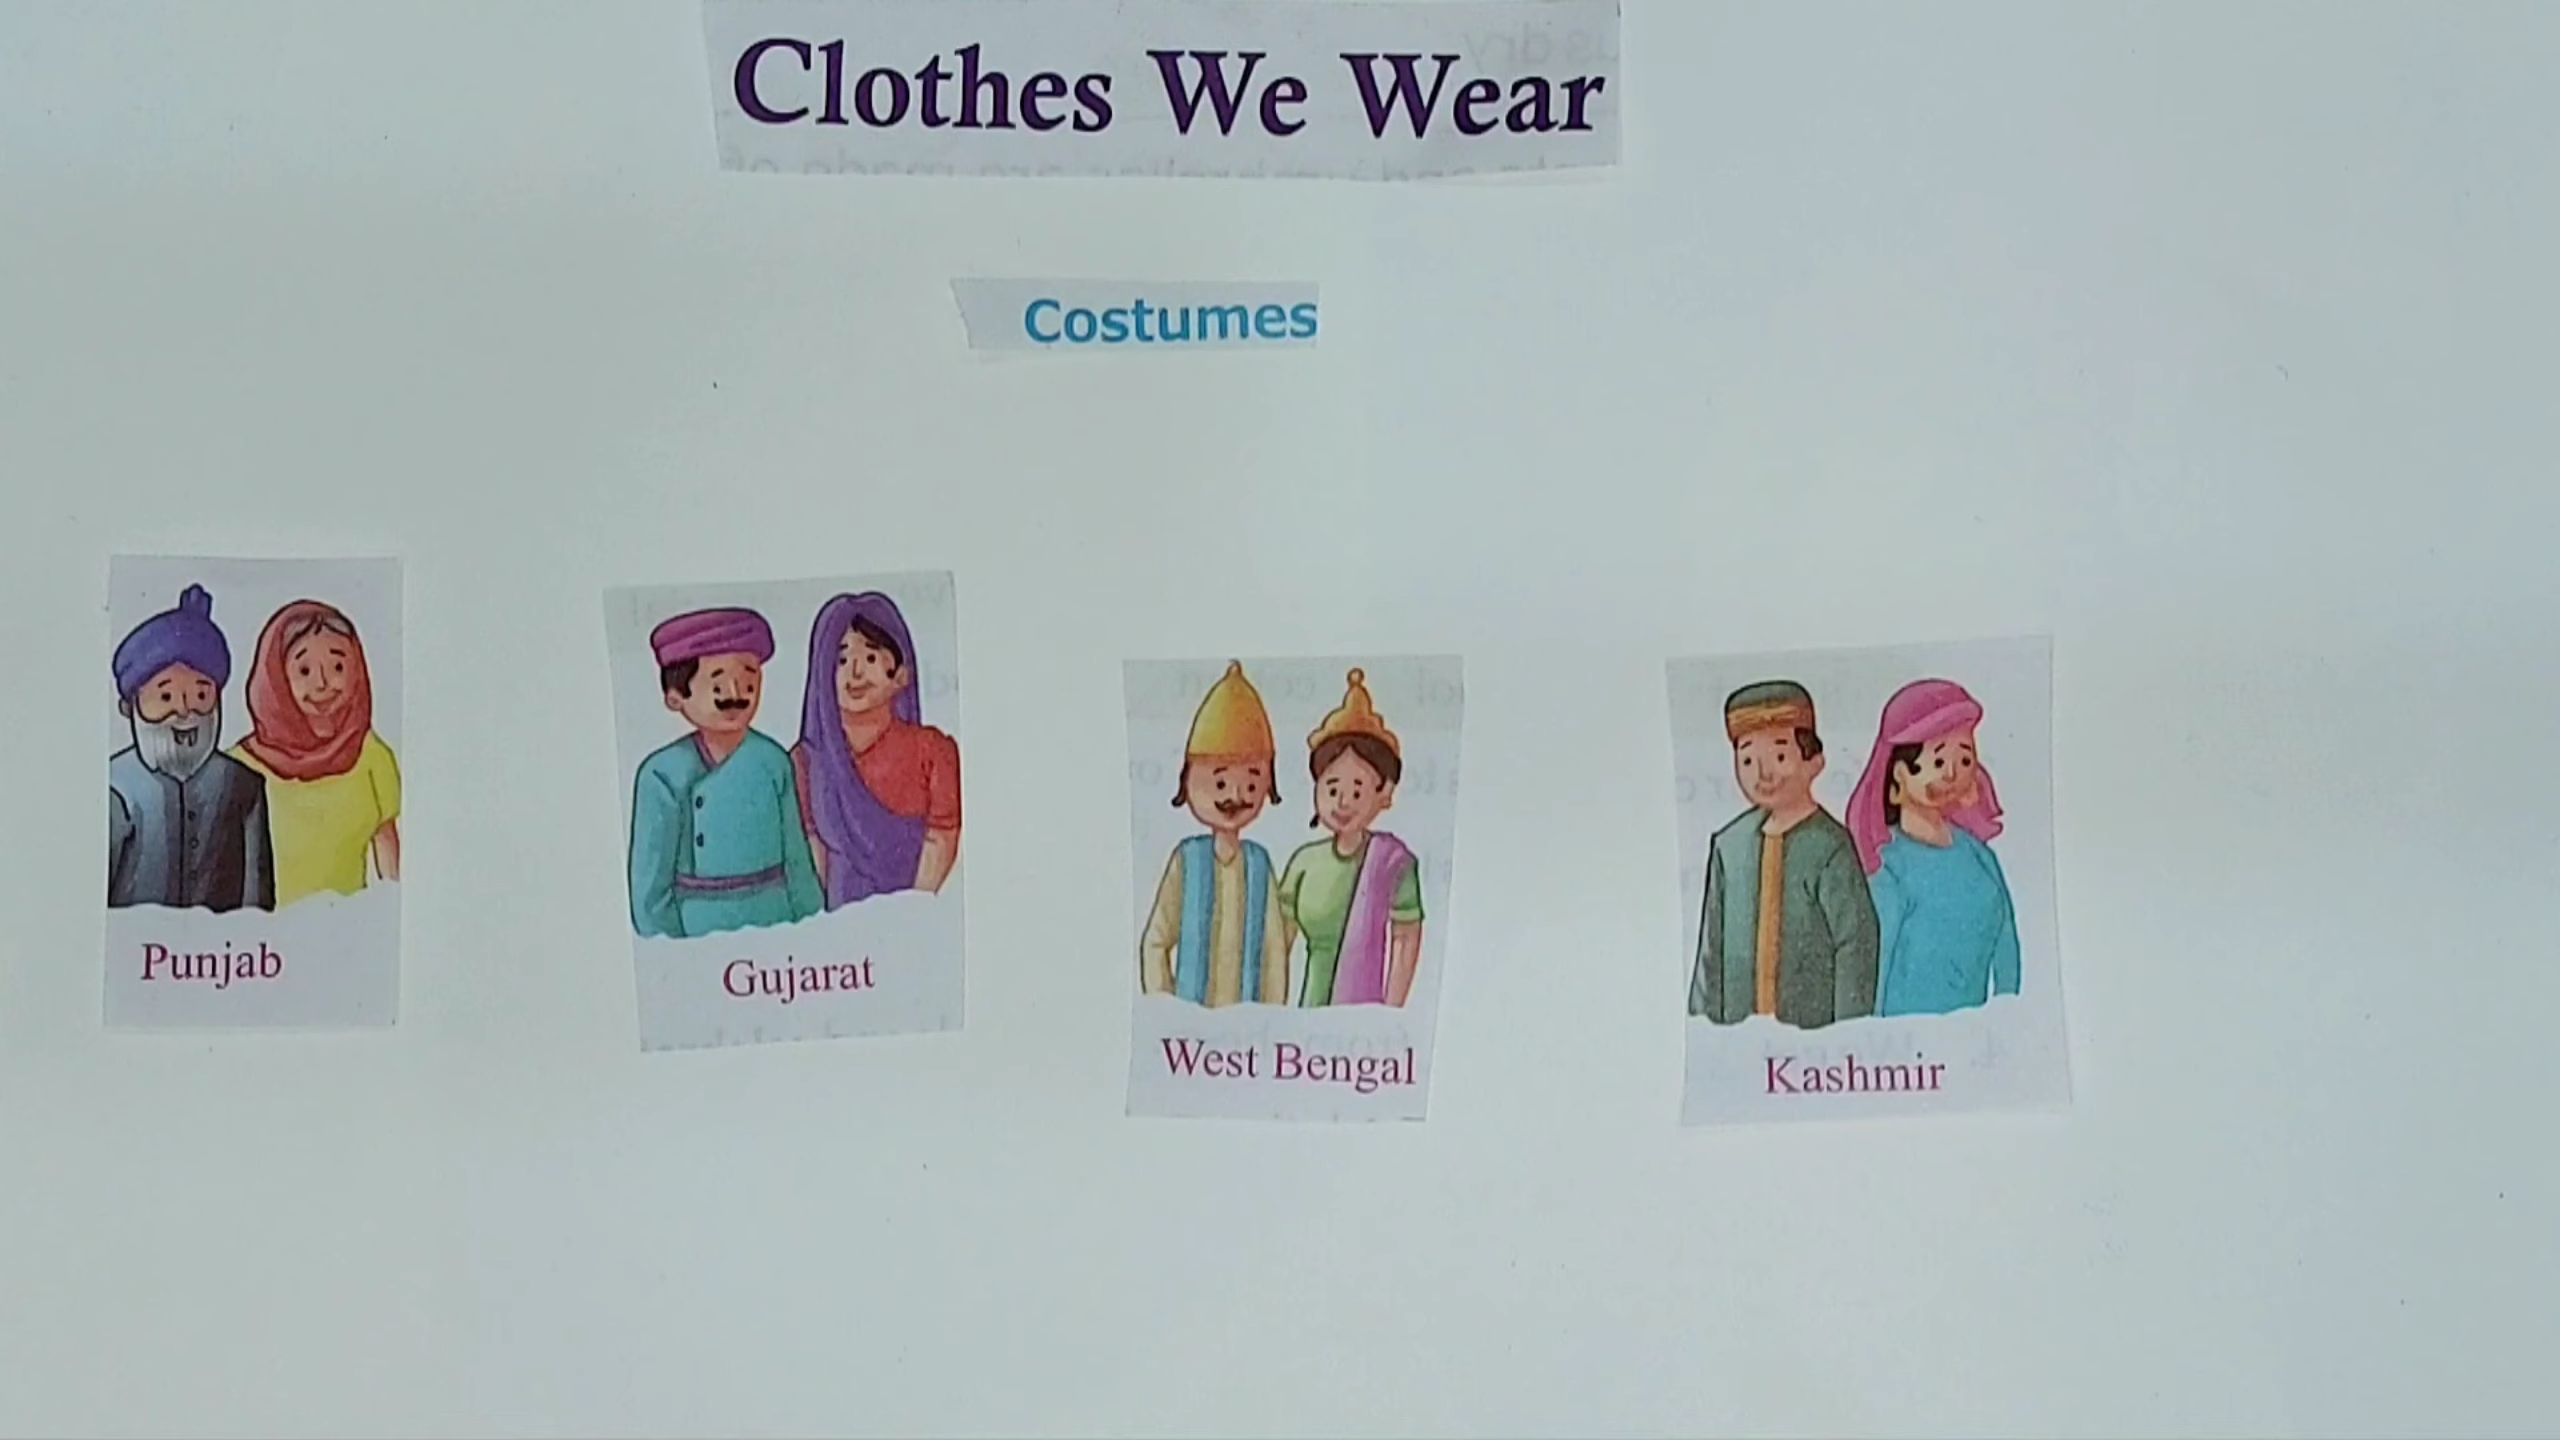 Clothes We Wear
Costumes
Punjab
Gujarat
West Bengal
Kashmir